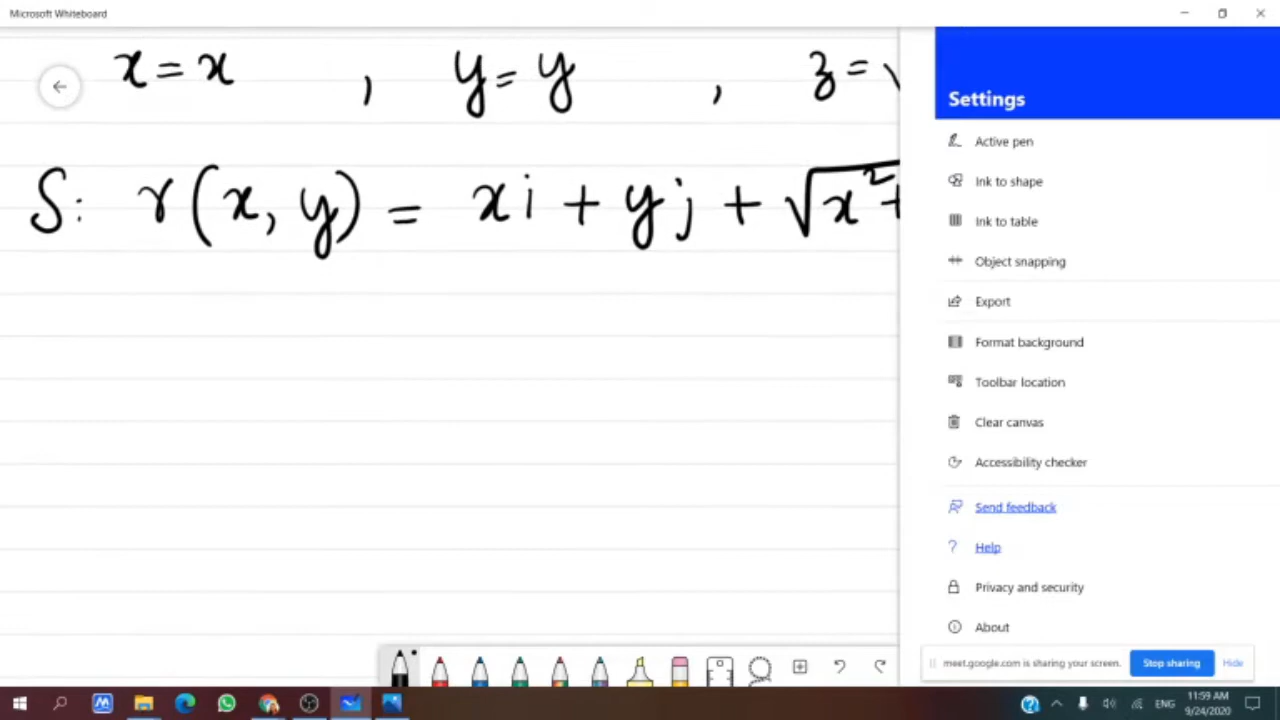 Microsoft Whiteboard
x = x , y = y , z = √
S: r(x, y) = xi + yj + √x²+
Settings
Active pen
Ink to shape
Ink to table
Object snapping
Export
Format background
Toolbar location
Clear canvas
Accessibility checker
Send feedback
Help
Privacy and security
About
meet.google.com is sharing your screen.
Stop sharing
Hide
ENG
11:59 AM
9/24/2020